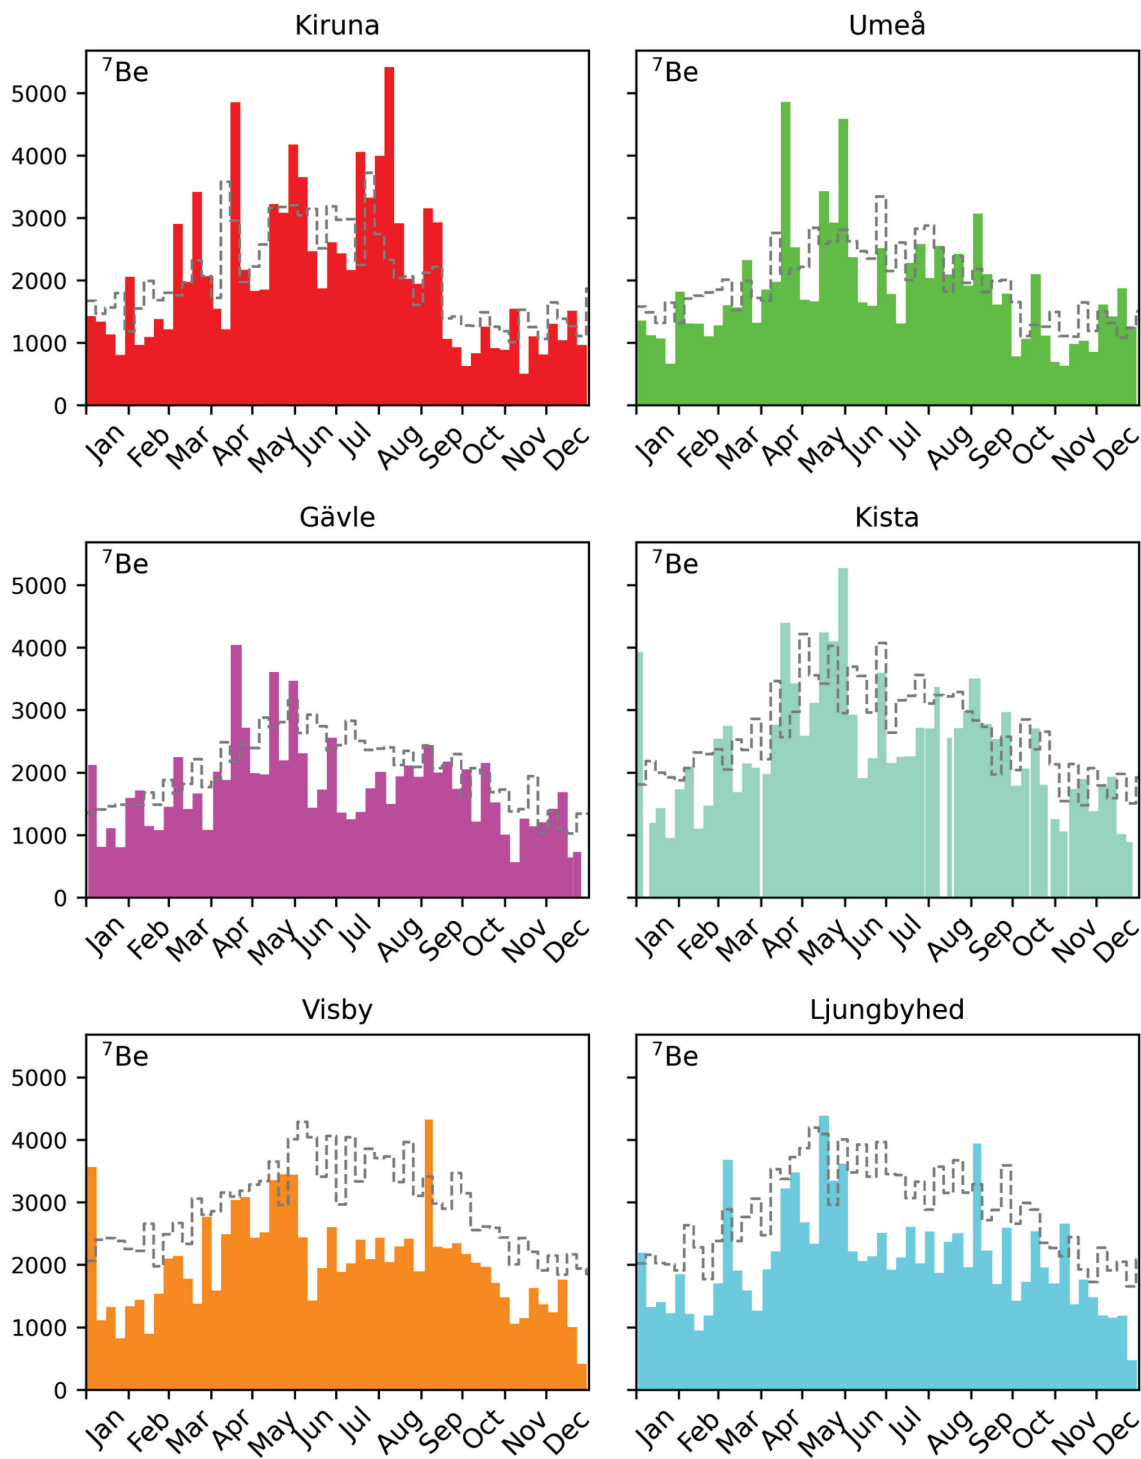 Kiruna
Umeå
⁷Be
⁷Be
5000
4000
3000
2000
1000
0
Jan Feb Mar Apr May Jun Jul Aug Sep Oct Nov Dec
Jan Feb Mar Apr May Jun Jul Aug Sep Oct Nov Dec
Gävle
Kista
⁷Be
⁷Be
5000
4000
3000
2000
1000
0
Jan Feb Mar Apr May Jun Jul Aug Sep Oct Nov Dec
Jan Feb Mar Apr May Jun Jul Aug Sep Oct Nov Dec
Visby
Ljungbyhed
⁷Be
⁷Be
5000
4000
3000
2000
1000
0
Jan Feb Mar Apr May Jun Jul Aug Sep Oct Nov Dec
Jan Feb Mar Apr May Jun Jul Aug Sep Oct Nov Dec